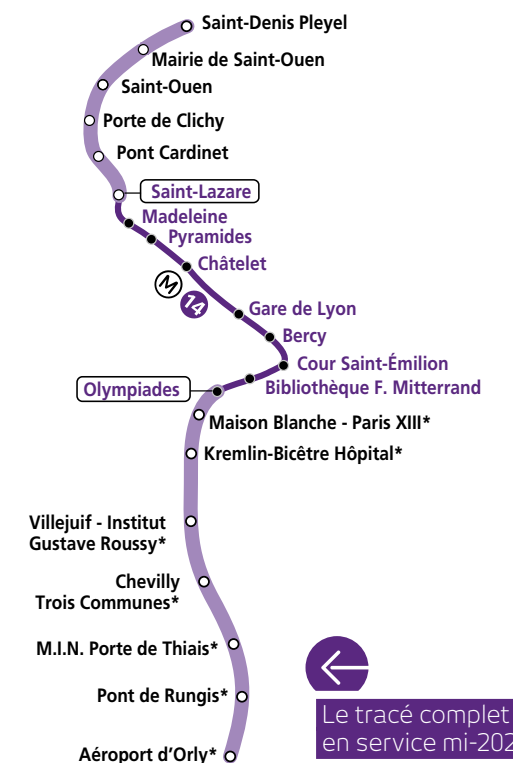 Saint-Denis Pleyel
Mairie de Saint-Ouen
Saint-Ouen
Porte de Clichy
Pont Cardinet
Saint-Lazare
Madeleine
Pyramides
Châtelet
M
14
Gare de Lyon
Bercy
Cour Saint-Émilion
Bibliothèque F. Mitterrand
Olympiades
Maison Blanche - Paris XIII*
Kremlin-Bicêtre Hôpital*
Villejuif - Institut
Gustave Roussy*
Chevilly
Trois Communes*
M.I.N. Porte de Thiais*
Pont de Rungis*
Aéroport d'Orly*
Le tracé complet
en service mi-202